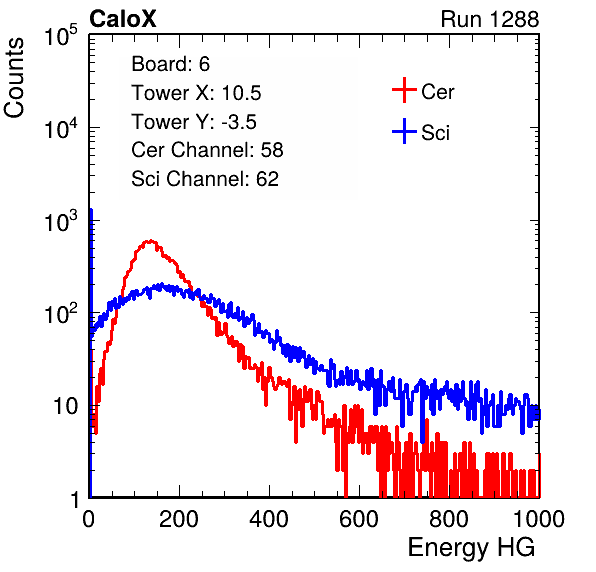 CaloX Run 1288
Counts
Board: 6
Tower X: 10.5
Tower Y: -3.5
Cer Channel: 58
Sci Channel: 62
Cer
Sci
10^5
10^4
10^3
10^2
10
1
0 200 400 600 800 1000
Energy HG